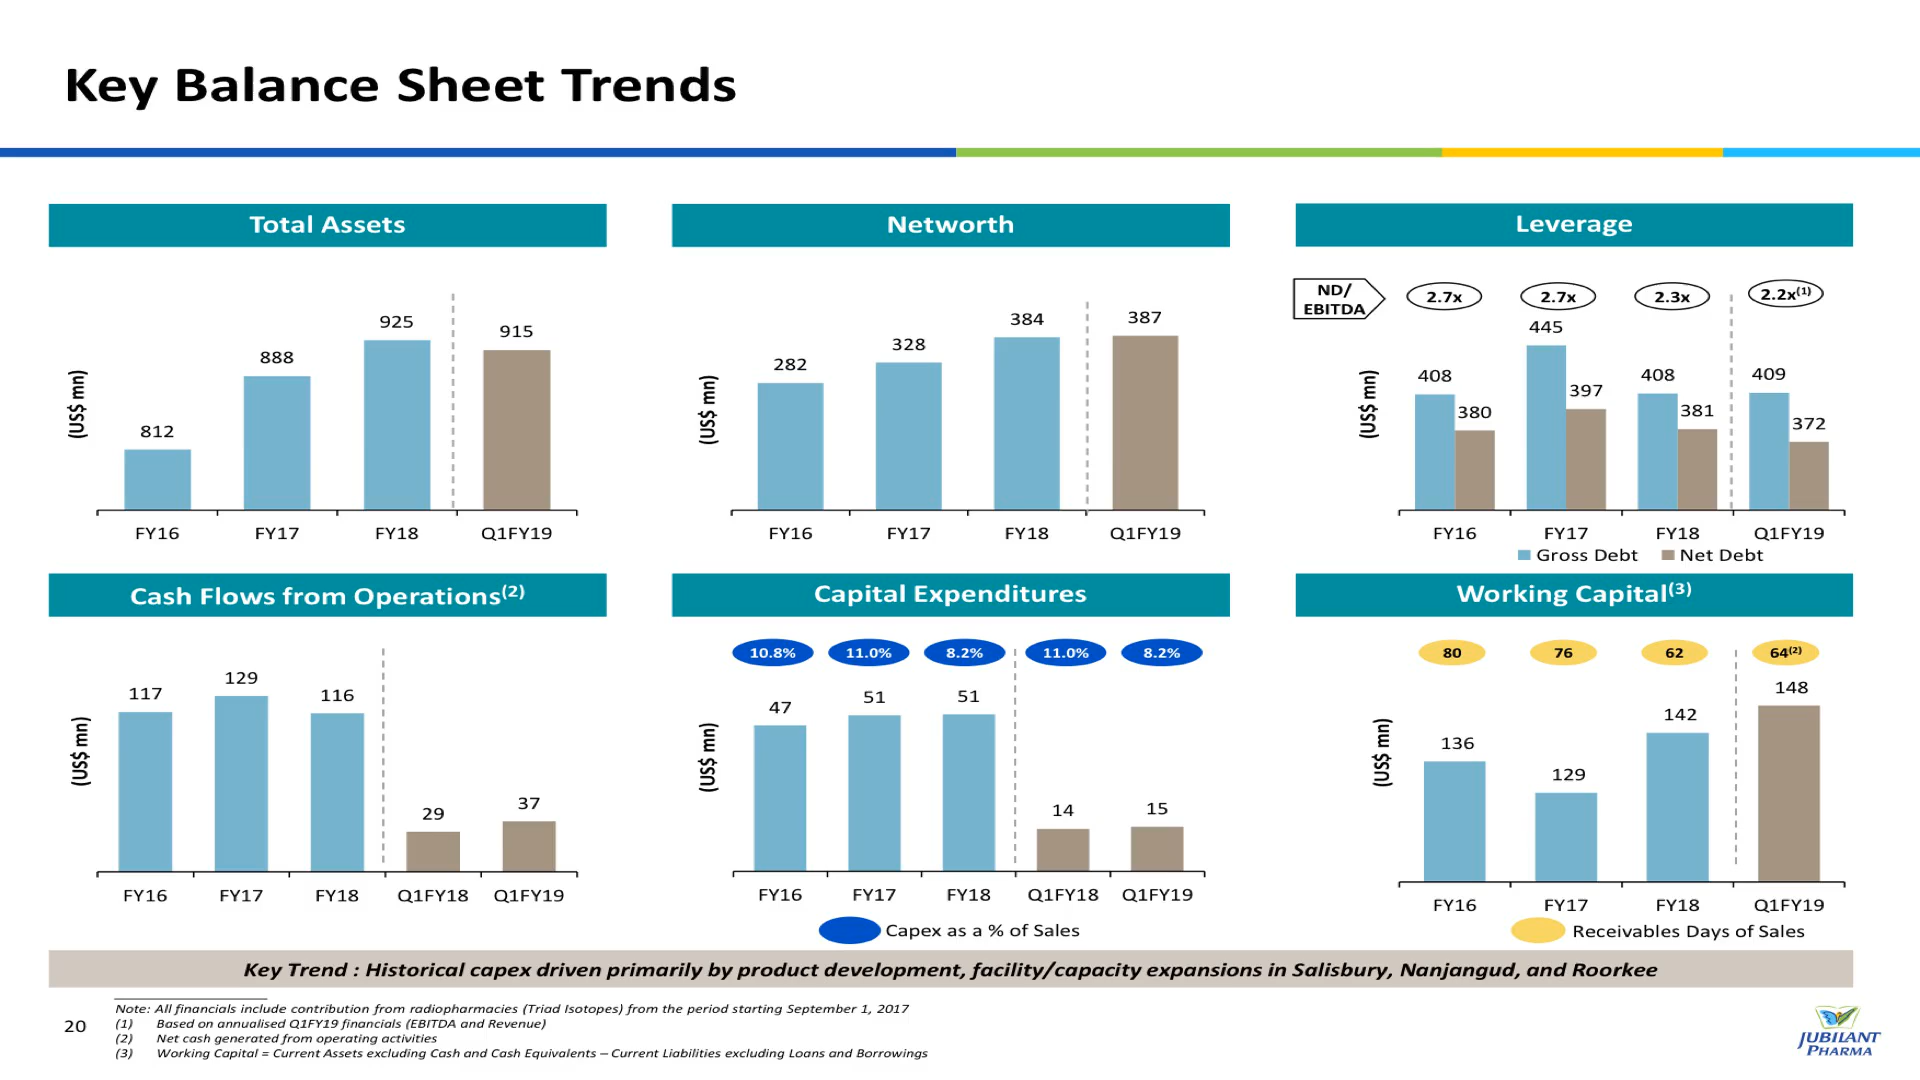 Key Balance Sheet Trends
Total Assets
(US$ mn)
812
888
925
915
FY16 FY17 FY18 Q1FY19
Networth
(US$ mn)
282
328
384
387
FY16 FY17 FY18 Q1FY19
Leverage
ND/
EBITDA
2.7x 2.7x 2.3x 2.2x(1)
(US$ mn)
408 380
445 397
408 381
409 372
FY16 FY17 FY18 Q1FY19
Gross Debt Net Debt
Cash Flows from Operations(2)
(US$ mn)
117
129
116
29
37
FY16 FY17 FY18 Q1FY18 Q1FY19
Capital Expenditures
10.8% 11.0% 8.2% 11.0% 8.2%
(US$ mn)
47
51
51
14
15
FY16 FY17 FY18 Q1FY18 Q1FY19
Capex as a % of Sales
Working Capital(3)
80 76 62 64(2)
(US$ mn)
136
129
142
148
FY16 FY17 FY18 Q1FY19
Receivables Days of Sales
Key Trend : Historical capex driven primarily by product development, facility/capacity expansions in Salisbury, Nanjangud, and Roorkee
Note: All financials include contribution from radiopharmacies (Triad Isotopes) from the period starting September 1, 2017
(1) Based on annualised Q1FY19 financials (EBITDA and Revenue)
(2) Net cash generated from operating activities
(3) Working Capital = Current Assets excluding Cash and Cash Equivalents – Current Liabilities excluding Loans and Borrowings
20
JUBILANT
PHARMA